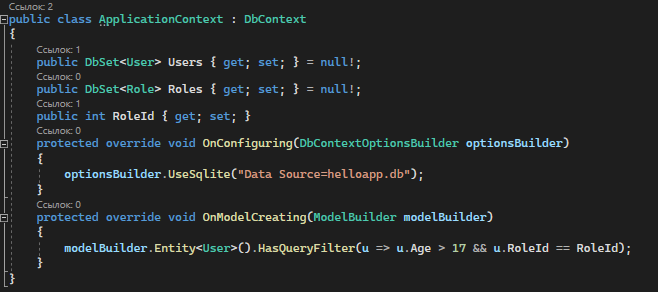 Ссылок: 2
public class ApplicationContext : DbContext
{
Ссылок: 1
public DbSet<User> Users { get; set; } = null!;
Ссылок: 0
public DbSet<Role> Roles { get; set; } = null!;
Ссылок: 1
public int RoleId { get; set; }
Ссылок: 0
protected override void OnConfiguring(DbContextOptionsBuilder optionsBuilder)
{
optionsBuilder.UseSqlite("Data Source=helloapp.db");
}
Ссылок: 0
protected override void OnModelCreating(ModelBuilder modelBuilder)
{
modelBuilder.Entity<User>().HasQueryFilter(u => u.Age > 17 && u.RoleId == RoleId);
}
}